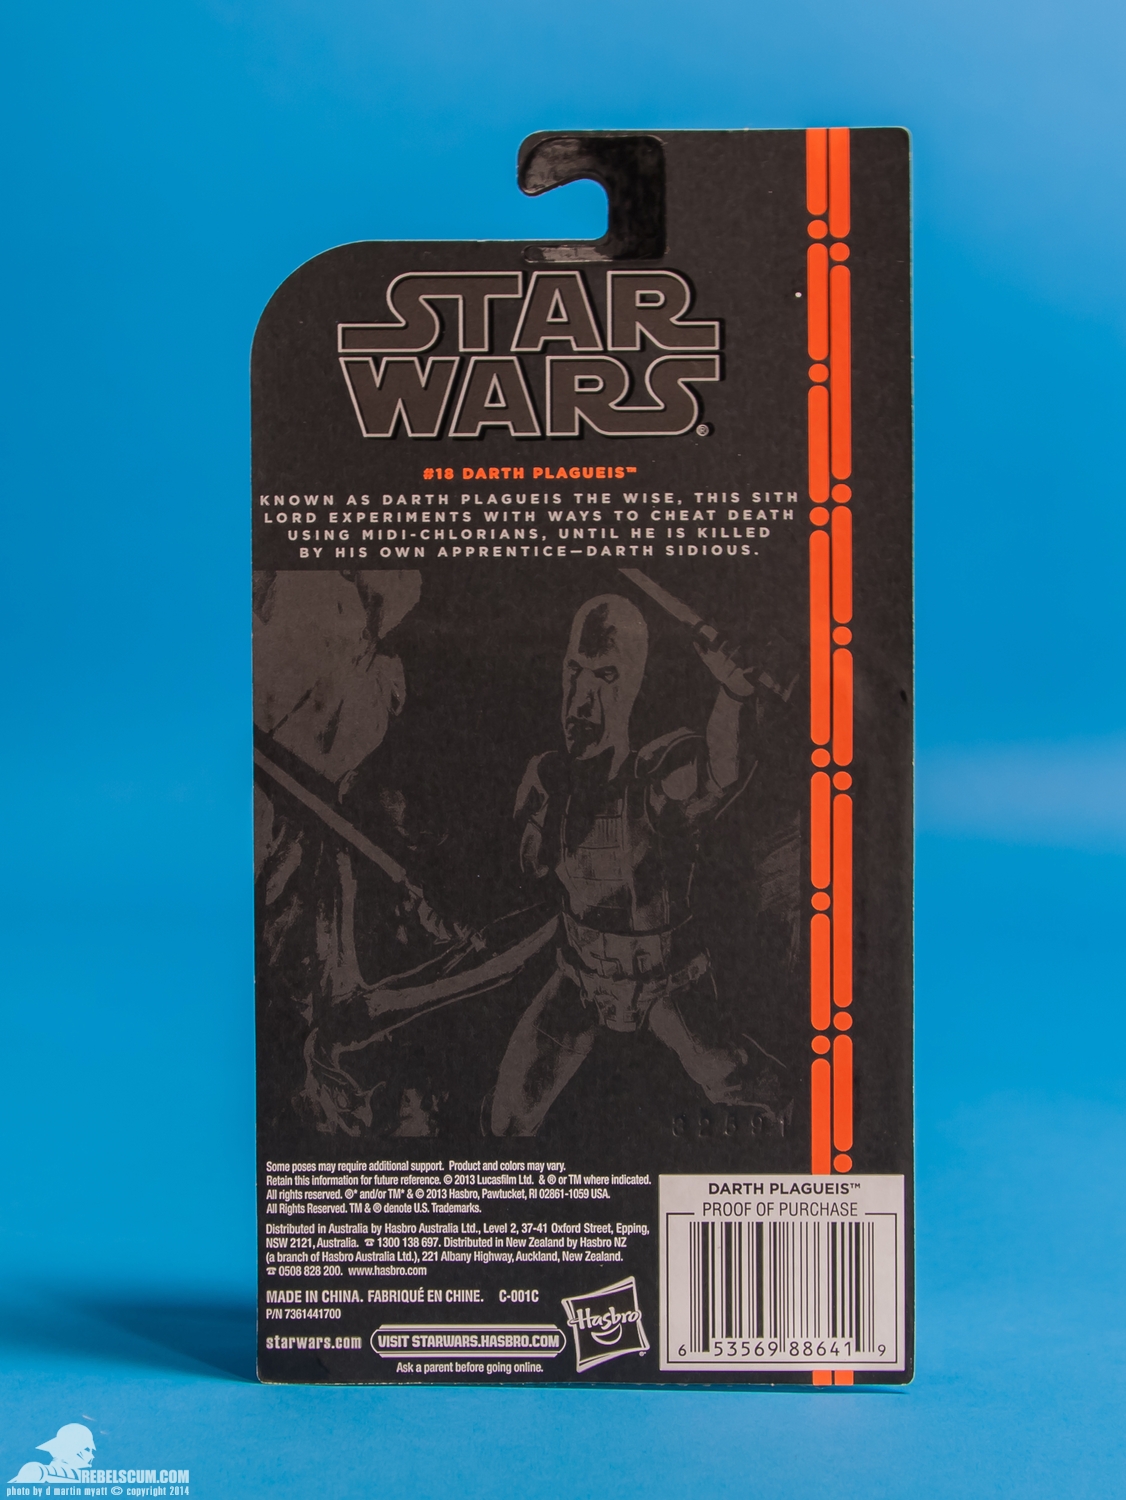 STAR
WARS®
#18 DARTH PLAGUEIS™
KNOWN AS DARTH PLAGUEIS THE WISE, THIS SITH
LORD EXPERIMENTS WITH WAYS TO CHEAT DEATH
USING MIDI-CHLORIANS, UNTIL HE IS KILLED
BY HIS OWN APPRENTICE—DARTH SIDIOUS.
82591
Some poses may require additional support. Product and colors may vary.
Retain this information for future reference. © 2013 Lucasfilm Ltd. & ® or TM where indicated.
All rights reserved. ®* and/or TM* & © 2013 Hasbro, Pawtucket, RI 02861-1059 USA.
All Rights Reserved. TM & ® denote U.S. Trademarks.
Distributed in Australia by Hasbro Australia Ltd., Level 2, 37-41 Oxford Street, Epping,
NSW 2121, Australia. ☎ 1300 138 697. Distributed in New Zealand by Hasbro NZ
(a branch of Hasbro Australia Ltd.), 221 Albany Highway, Auckland, New Zealand.
☎ 0508 828 200. www.hasbro.com
MADE IN CHINA. FABRIQUÉ EN CHINE. C-001C
P/N 7361441700
starwars.com VISIT STARWARS.HASBRO.COM
Ask a parent before going online.
Hasbro®
DARTH PLAGUEIS™
PROOF OF PURCHASE
6 53569 88641 9
REBELSCUM.COM
photo by d martin myatt © copyright 2014